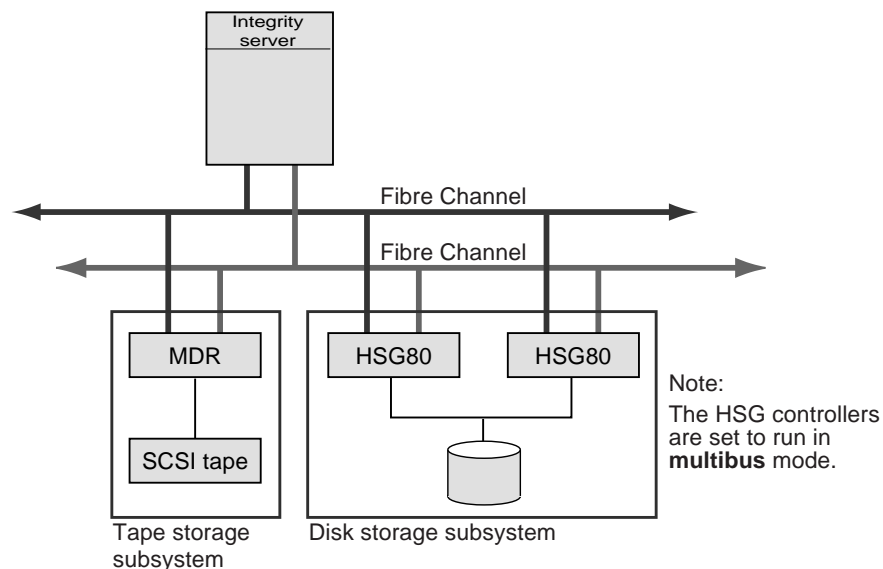 Integrity
server
Fibre Channel
Fibre Channel
MDR
HSG80
HSG80
SCSI tape
Note:
The HSG controllers
are set to run in
multibus mode.
Tape storage
subsystem
Disk storage subsystem